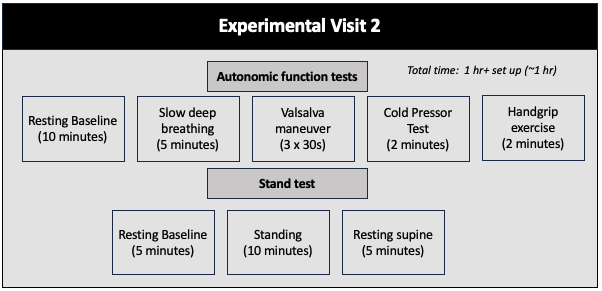 Experimental Visit 2
Total time: 1 hr+ set up (~1 hr)
Autonomic function tests
Resting Baseline
(10 minutes)
Slow deep
breathing
(5 minutes)
Valsalva
maneuver
(3 x 30s)
Cold Pressor
Test
(2 minutes)
Handgrip
exercise
(2 minutes)
Stand test
Resting Baseline
(5 minutes)
Standing
(10 minutes)
Resting supine
(5 minutes)